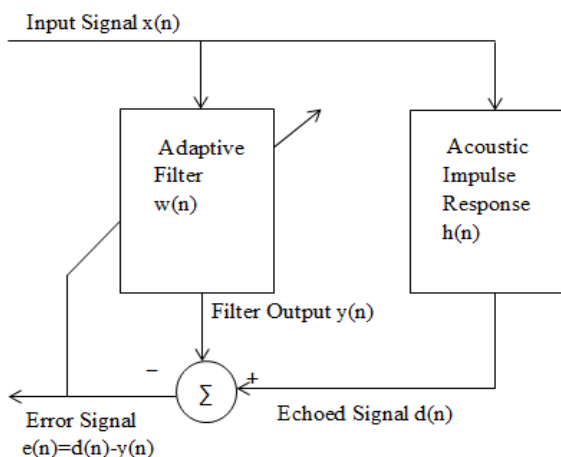 Input Signal x(n)
Adaptive
Filter
w(n)
Acoustic
Impulse
Response
h(n)
Filter Output y(n)
−
+
Σ
Echoed Signal d(n)
Error Signal
e(n)=d(n)-y(n)